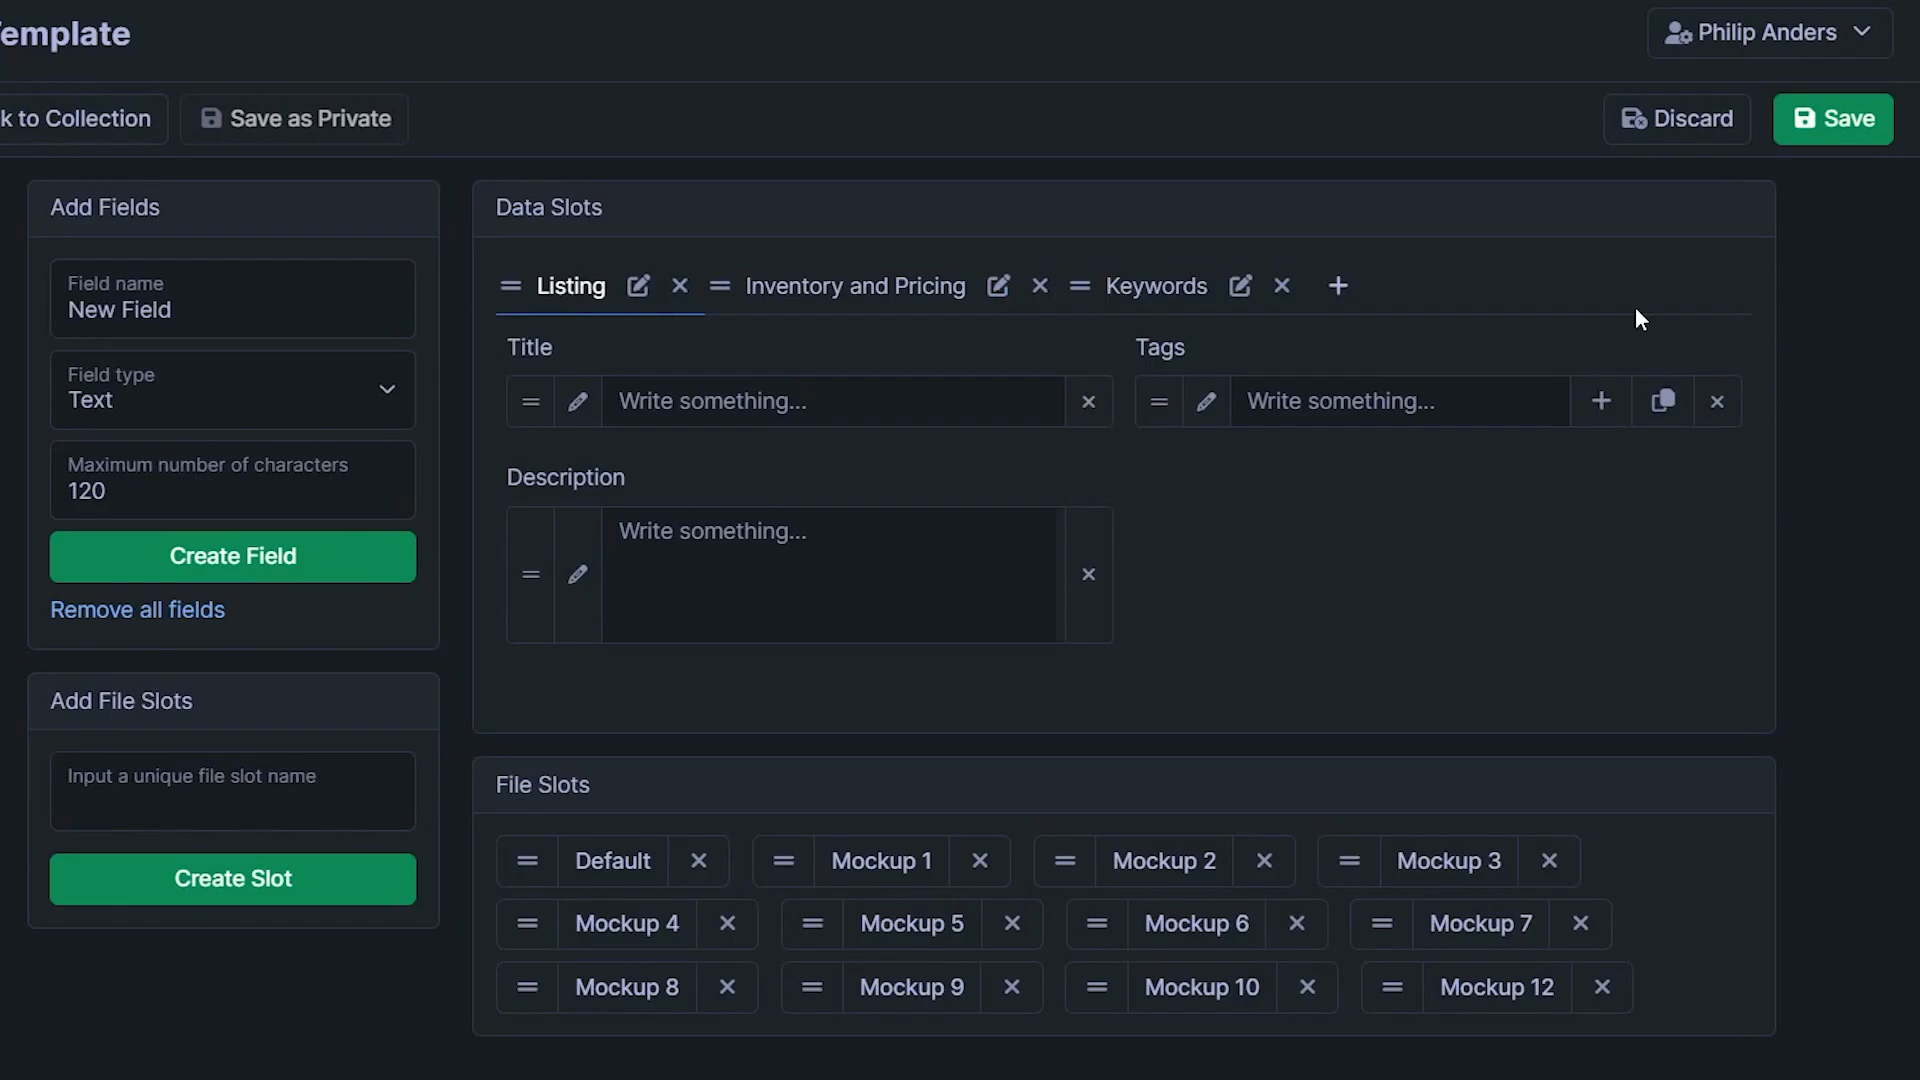 Template
Philip Anders
k to Collection
Save as Private
Discard
Save
Add Fields
Field name
New Field
Field type
Text
Maximum number of characters
120
Create Field
Remove all fields
Add File Slots
Input a unique file slot name
Create Slot
Data Slots
Listing
Inventory and Pricing
Keywords
Title
Write something...
Tags
Write something...
Description
Write something...
File Slots
Default
Mockup 1
Mockup 2
Mockup 3
Mockup 4
Mockup 5
Mockup 6
Mockup 7
Mockup 8
Mockup 9
Mockup 10
Mockup 12